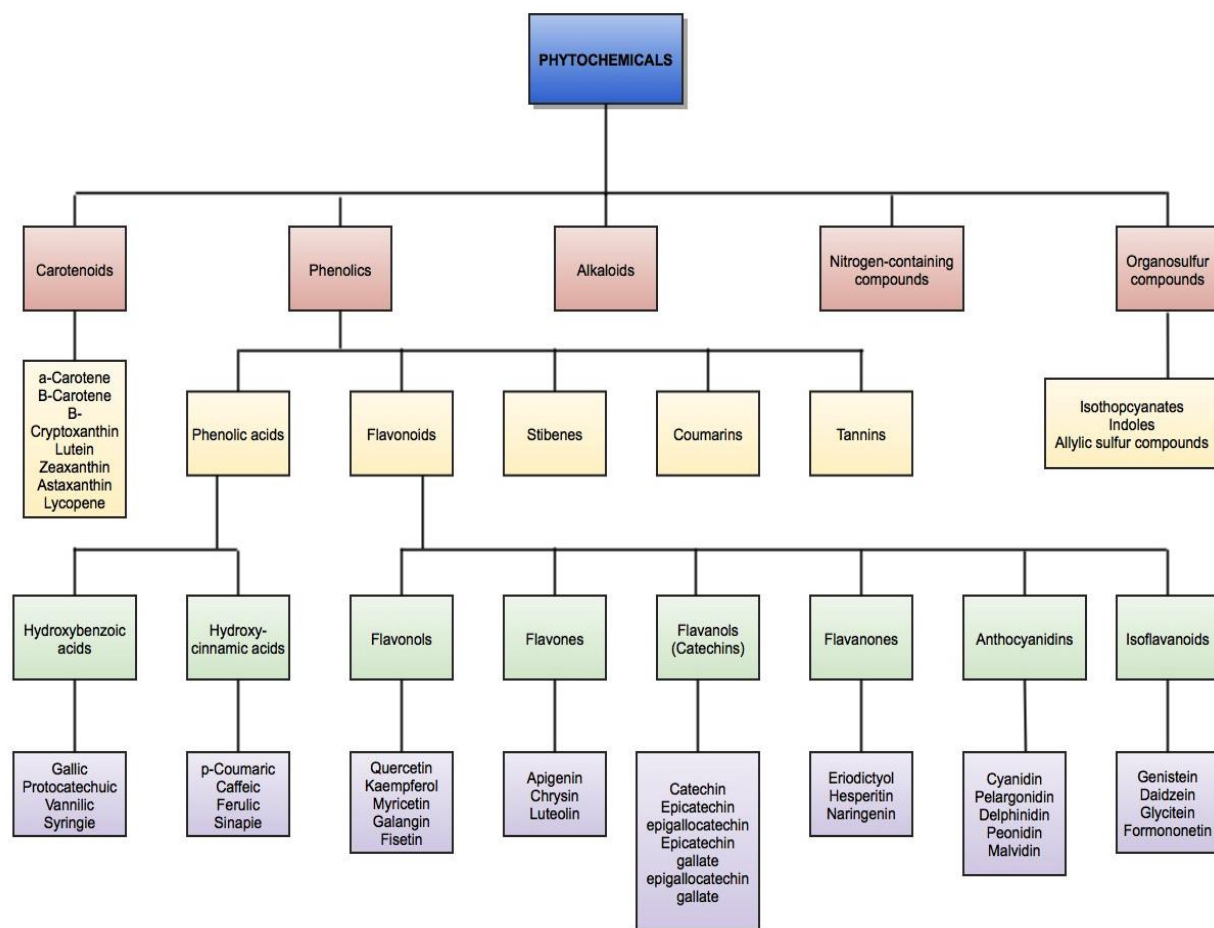 PHYTOCHEMICALS
Carotenoids
Phenolics
Alkaloids
Nitrogen-containing
compounds
Organosulfur
compounds
a-Carotene
B-Carotene
B-
Cryptoxanthin
Lutein
Zeaxanthin
Astaxanthin
Lycopene
Phenolic acids
Flavonoids
Stibenes
Coumarins
Tannins
Isothopcyanates
Indoles
Allylic sulfur compounds
Hydroxybenzoic
acids
Hydroxy-
cinnamic acids
Flavonols
Flavones
Flavanols
(Catechins)
Flavanones
Anthocyanidins
Isoflavanoids
Gallic
Protocatechuic
Vannilic
Syringie
p-Coumaric
Caffeic
Ferulic
Sinapie
Quercetin
Kaempferol
Myricetin
Galangin
Fisetin
Apigenin
Chrysin
Luteolin
Catechin
Epicatechin
epigallocatechin
Epicatechin
gallate
epigallocatechin
gallate
Eriodictyol
Hesperitin
Naringenin
Cyanidin
Pelargonidin
Delphinidin
Peonidin
Malvidin
Genistein
Daidzein
Glycitein
Formononetin